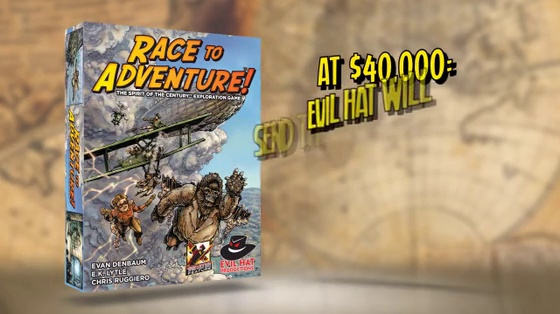 RACE TO
ADVENTURE!
THE SPIRIT OF THE CENTURY™ EXPLORATION GAME
EVAN DENBAUM
E.K. LYTLE
CHRIS RUGGIERO
EVIL HAT
PRODUCTIONS
AT $40,000:
EVIL HAT WILL
SEND